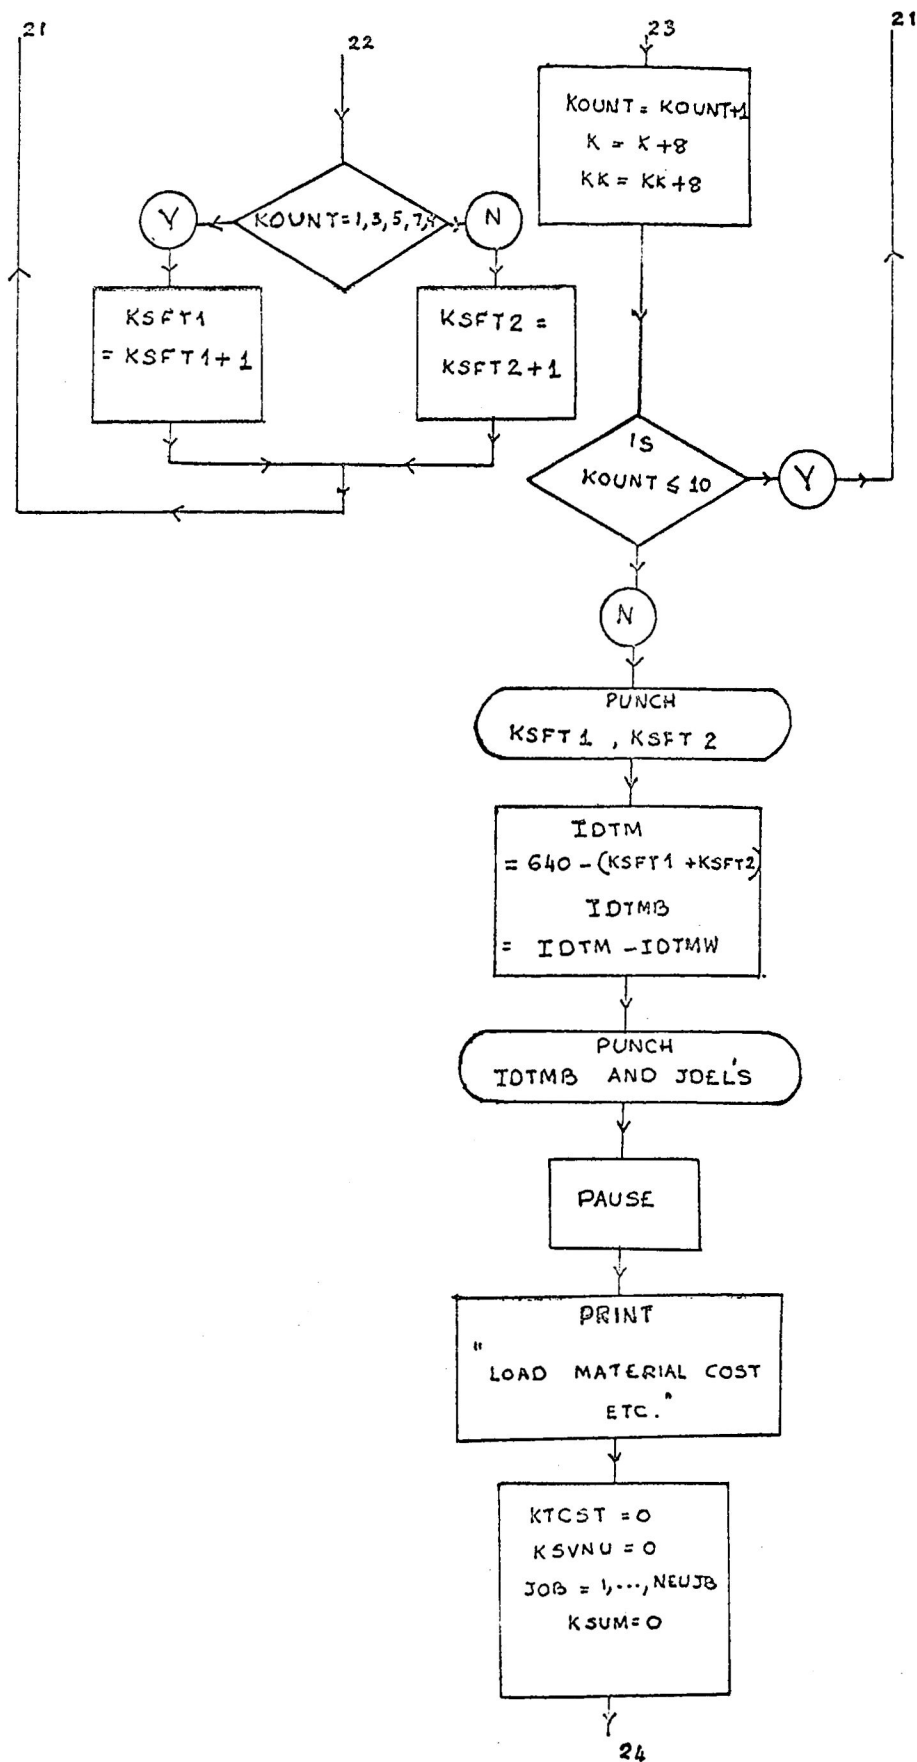 21
22
23
21
KOUNT = KOUNT+1
K = K +8
KK = KK+8
Y
KOUNT=1,3,5,7,9
N
KSFT1
= KSFT1+1
KSFT2 =
KSFT2+1
IS
KOUNT ≤ 10
Y
N
PUNCH
KSFT1 , KSFT2
IDTM
= 640 - (KSFT1 +KSFT2)
IDTMB
= IDTM - IDTMW
PUNCH
IDTMB AND JDEL'S
PAUSE
PRINT
"
LOAD MATERIAL COST
ETC."
KTCST = 0
KSVNU = 0
JOB = 1,..., NEWJB
KSUM=0
24